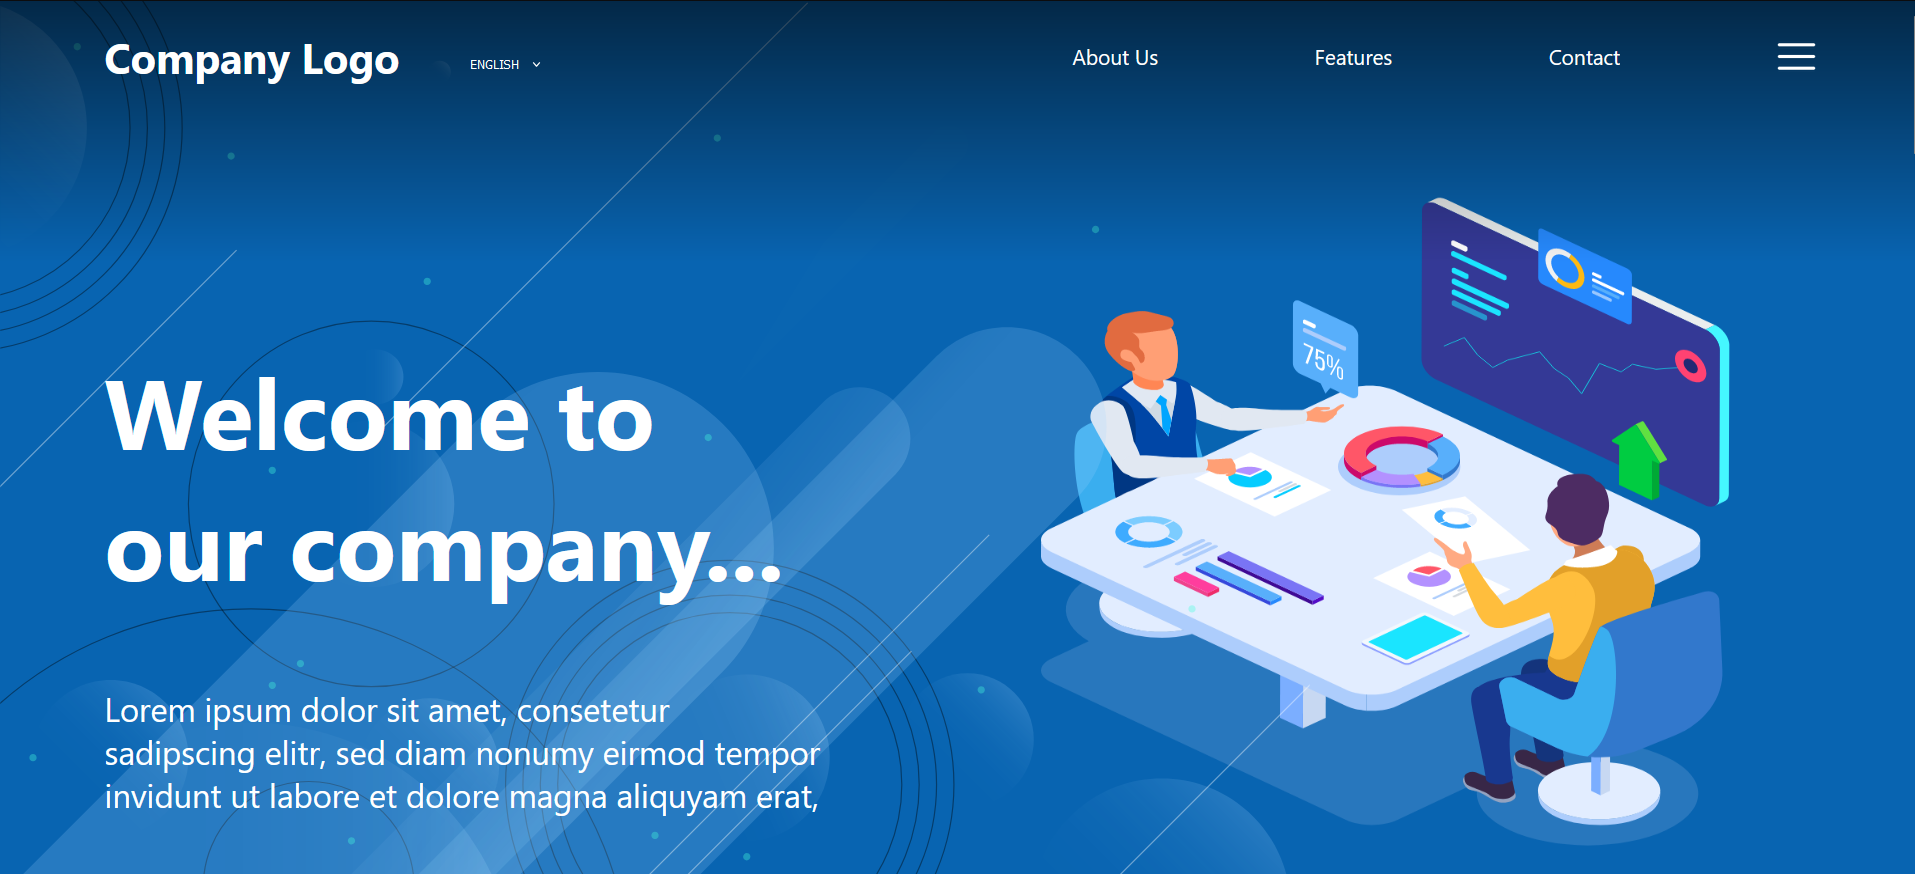 Company Logo
ENGLISH
About Us
Features
Contact
75%
Welcome to
our company...
Lorem ipsum dolor sit amet, consetetur
sadipscing elitr, sed diam nonumy eirmod tempor
invidunt ut labore et dolore magna aliquyam erat,